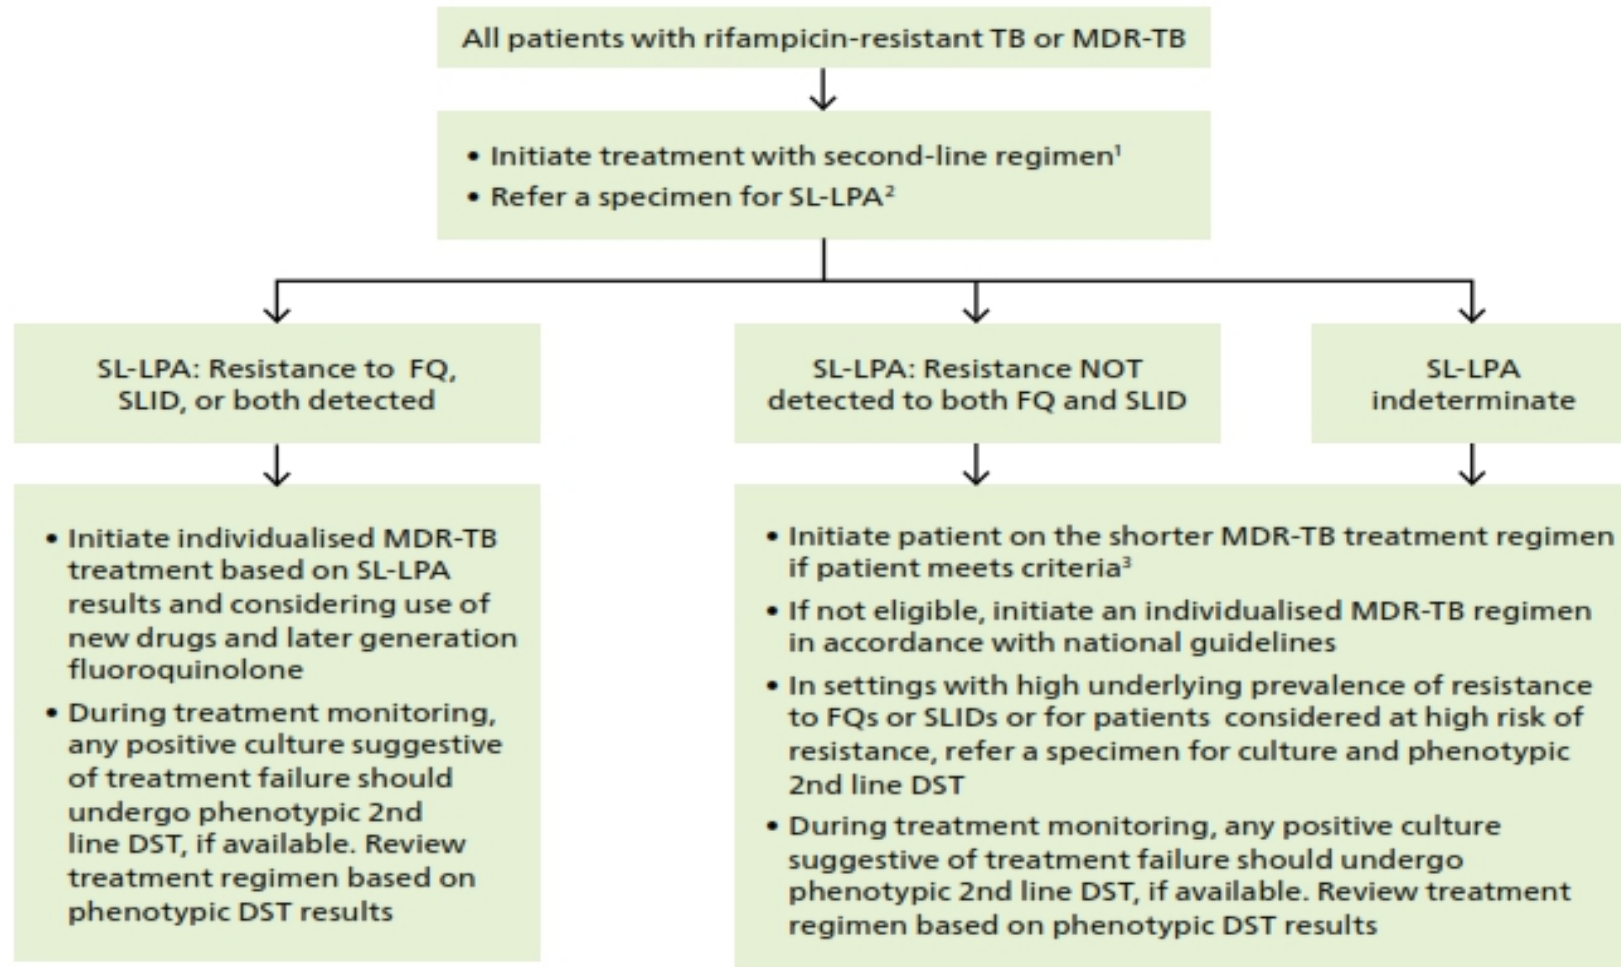 All patients with rifampicin-resistant TB or MDR-TB
• Initiate treatment with second-line regimen¹
• Refer a specimen for SL-LPA²
SL-LPA: Resistance to FQ,
SLID, or both detected
SL-LPA: Resistance NOT
detected to both FQ and SLID
SL-LPA
indeterminate
• Initiate individualised MDR-TB
treatment based on SL-LPA
results and considering use of
new drugs and later generation
fluoroquinolone
• During treatment monitoring,
any positive culture suggestive
of treatment failure should
undergo phenotypic 2nd
line DST, if available. Review
treatment regimen based on
phenotypic DST results
• Initiate patient on the shorter MDR-TB treatment regimen
if patient meets criteria³
• If not eligible, initiate an individualised MDR-TB regimen
in accordance with national guidelines
• In settings with high underlying prevalence of resistance
to FQs or SLIDs or for patients considered at high risk of
resistance, refer a specimen for culture and phenotypic
2nd line DST
• During treatment monitoring, any positive culture
suggestive of treatment failure should undergo
phenotypic 2nd line DST, if available. Review treatment
regimen based on phenotypic DST results